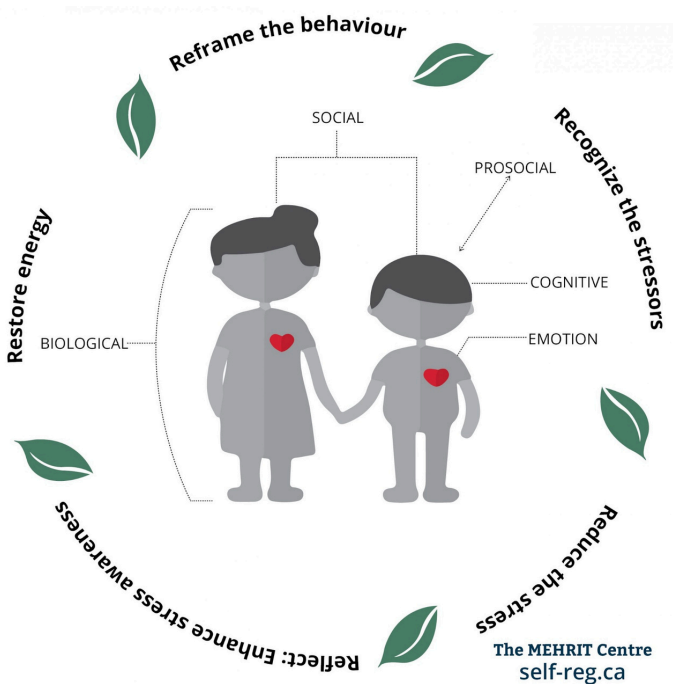 Reframe the behaviour
Recognize the stressors
Reduce the stress
Reflect: Enhance stress awareness
Restore energy
SOCIAL
PROSOCIAL
COGNITIVE
EMOTION
BIOLOGICAL
The MEHRIT Centre
self-reg.ca